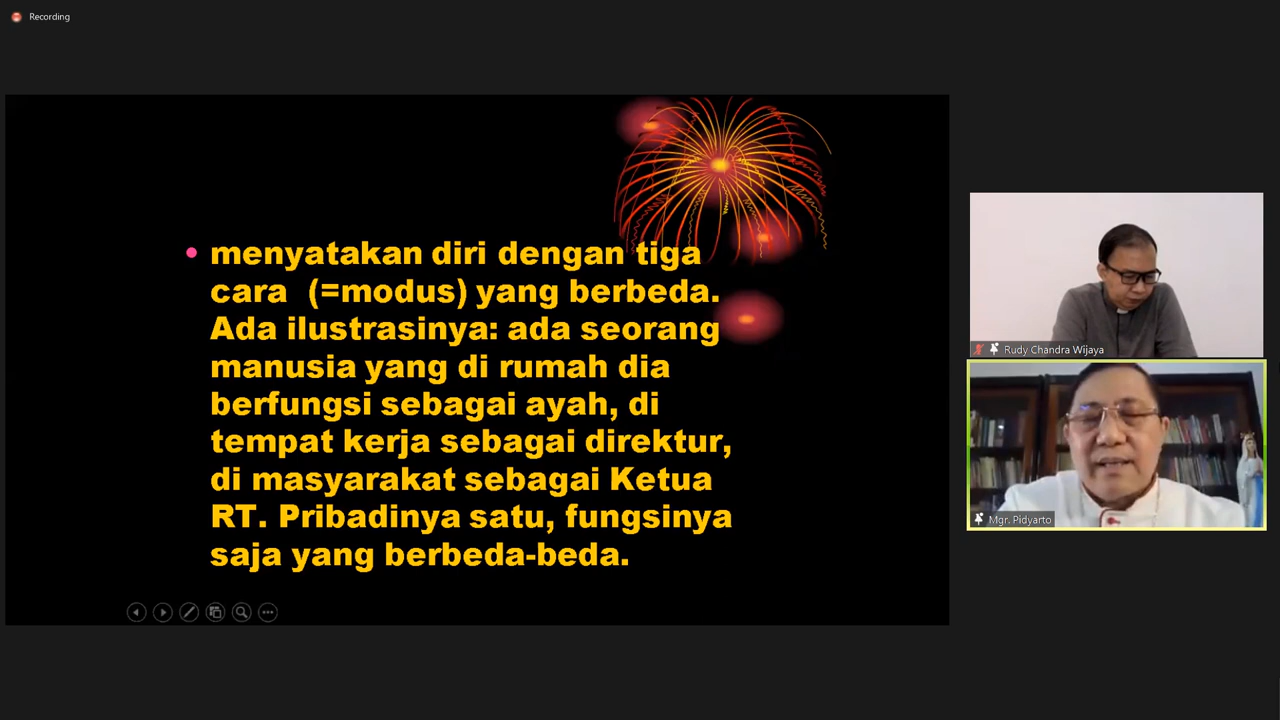 Recording
• menyatakan diri dengan tiga
cara (=modus) yang berbeda.
Ada ilustrasinya: ada seorang
manusia yang di rumah dia
berfungsi sebagai ayah, di
tempat kerja sebagai direktur,
di masyarakat sebagai Ketua
RT. Pribadinya satu, fungsinya
saja yang berbeda-beda.
Rudy Chandra Wijaya
Mgr. Pidyarto